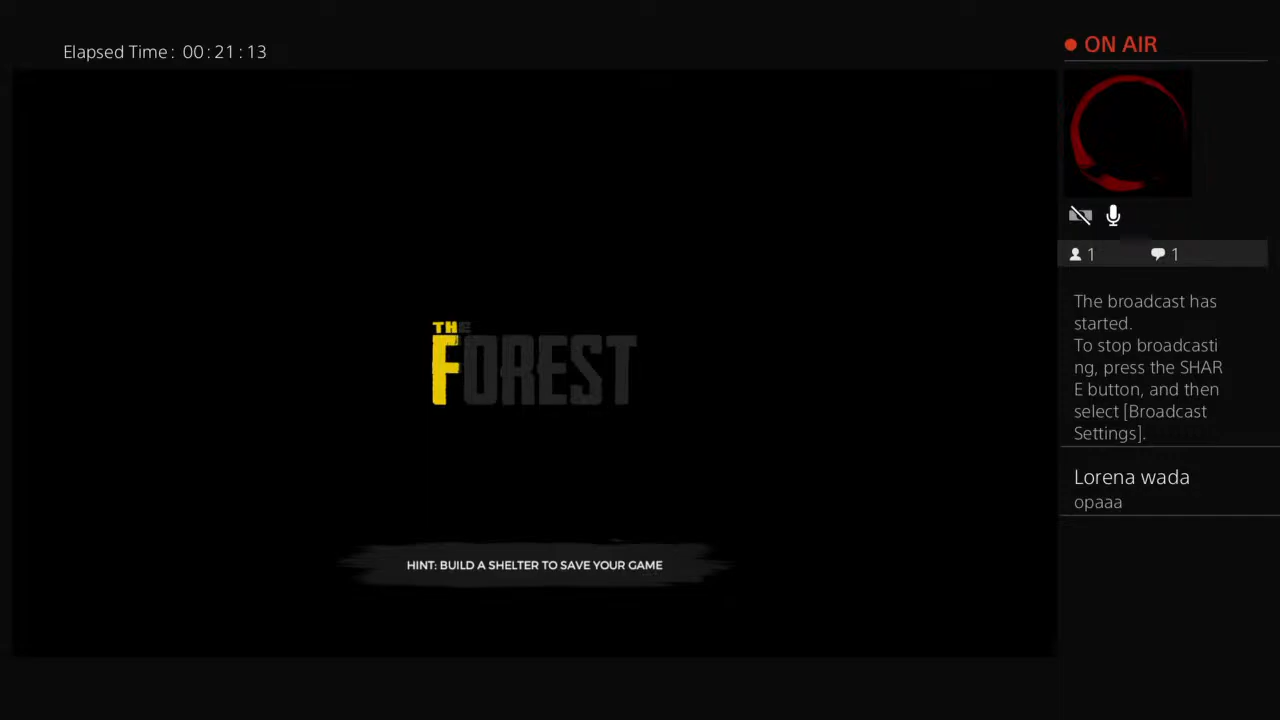 Elapsed Time: 00:21:13
ON AIR
1
1
THE
FOREST
HINT: BUILD A SHELTER TO SAVE YOUR GAME
The broadcast has
started.
To stop broadcasti
ng, press the SHAR
E button, and then
select [Broadcast
Settings].
Lorena wada
opaaa